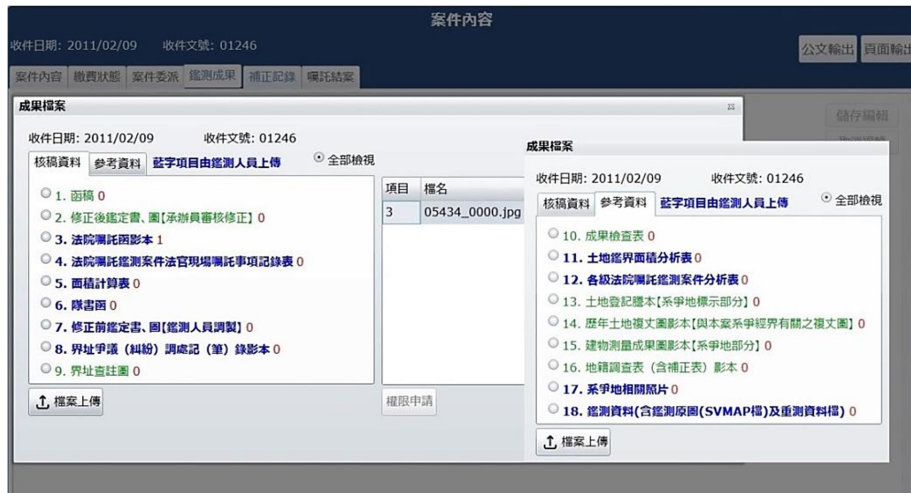 案件內容
收件日期: 2011/02/09 收件文號: 01246
公文輸出 頁面輸出
案件內容 繳費狀態 案件委派 鑑測成果 補正記錄 囑託結案
儲存編輯
成果檔案
收件日期: 2011/02/09 收件文號: 01246
核稿資料 參考資料 藍字項目由鑑測人員上傳 全部檢視
1. 函稿 0
2. 修正後鑑定書、圖【承辦員審核修正】 0
3. 法院囑託函影本 1
4. 法院囑託鑑測案件法官現場囑託事項記錄表 0
5. 面積計算表 0
6. 隊書函 0
7. 修正前鑑定書、圖【鑑測人員調製】 0
8. 界址爭議（糾紛）調處記（筆）錄影本 0
9. 界址查註圖 0
檔案上傳
項目 檔名
3 05434_0000.jpg
權限申請
成果檔案
收件日期: 2011/02/09 收件文號: 01246
核稿資料 參考資料 藍字項目由鑑測人員上傳 全部檢視
10. 成果檢查表 0
11. 土地鑑界面積分析表 0
12. 各級法院囑託鑑測案件分析表 0
13. 土地登記謄本【系爭地標示部分】 0
14. 歷年土地複丈圖影本【與本案系爭經界有關之複丈圖】 0
15. 建物測量成果圖影本【系爭地部分】 0
16. 地籍調查表（含補正表）影本 0
17. 系爭地相關照片 0
18. 鑑測資料(含鑑測原圖(SVMAP檔)及重測資料檔) 0
檔案上傳